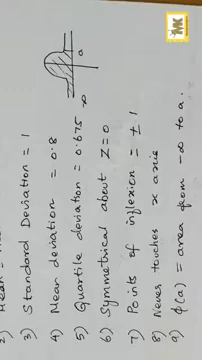 3) Standard Deviation = 1
4) Mean deviation = 0.8
5) Quartile deviation = 0.675
6) Symmetrical about Z = 0
7) Points of inflexion = ± 1
8) Never touches x axis
9) φ(a) = area from -∞ to a.
-∞ a
MK